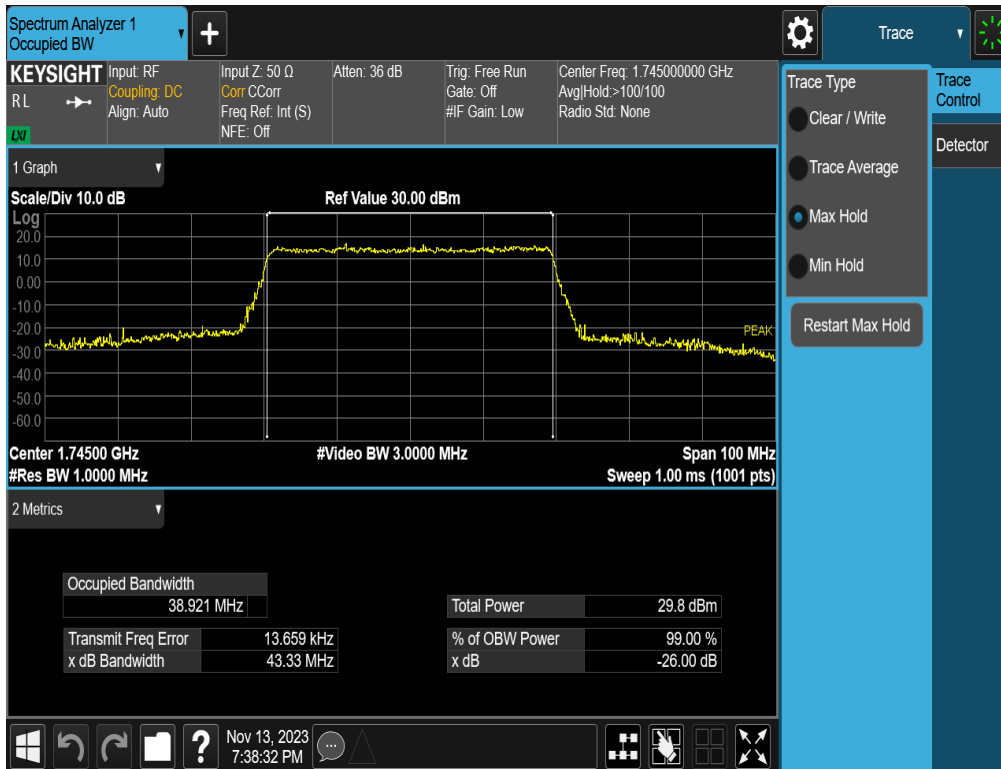 Spectrum Analyzer 1
Occupied BW
+
Trace
KEYSIGHT
R L
LXI
Input: RF
Coupling: DC
Align: Auto
Input Z: 50 Ω
Corr CCorr
Freq Ref: Int (S)
NFE: Off
Atten: 36 dB
Trig: Free Run
Gate: Off
#IF Gain: Low
Center Freq: 1.745000000 GHz
Avg|Hold:>100/100
Radio Std: None
Trace Type
Clear / Write
Trace Average
Max Hold
Min Hold
Restart Max Hold
Trace
Control
Detector
1 Graph
Scale/Div 10.0 dB
Ref Value 30.00 dBm
Log
20.0
10.0
0.00
-10.0
-20.0
-30.0
-40.0
-50.0
-60.0
PEAK
Center 1.74500 GHz
#Video BW 3.0000 MHz
Span 100 MHz
#Res BW 1.0000 MHz
Sweep 1.00 ms (1001 pts)
2 Metrics
Occupied Bandwidth
38.921 MHz
Transmit Freq Error 13.659 kHz
x dB Bandwidth 43.33 MHz
Total Power 29.8 dBm
% of OBW Power 99.00 %
x dB -26.00 dB
?
Nov 13, 2023
7:38:32 PM